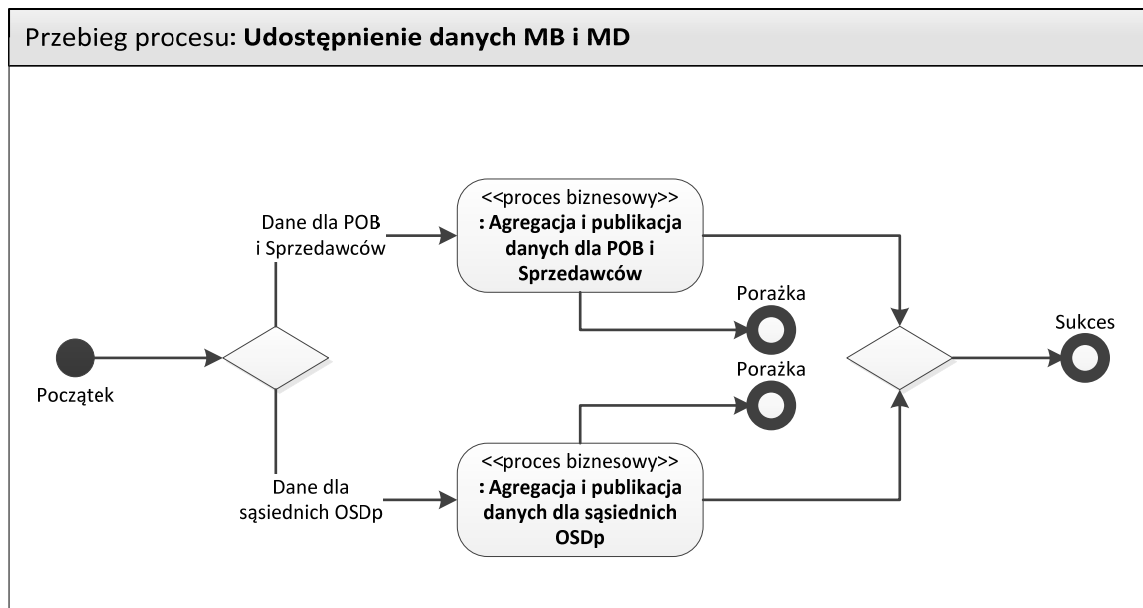 Przebieg procesu: Udostępnienie danych MB i MD
<<proces biznesowy>>
: Agregacja i publikacja
danych dla POB i
Sprzedawców
Dane dla POB
i Sprzedawców
Porażka
Sukces
Początek
Porażka
<<proces biznesowy>>
: Agregacja i publikacja
danych dla sąsiednich
OSDp
Dane dla
sąsiednich OSDp